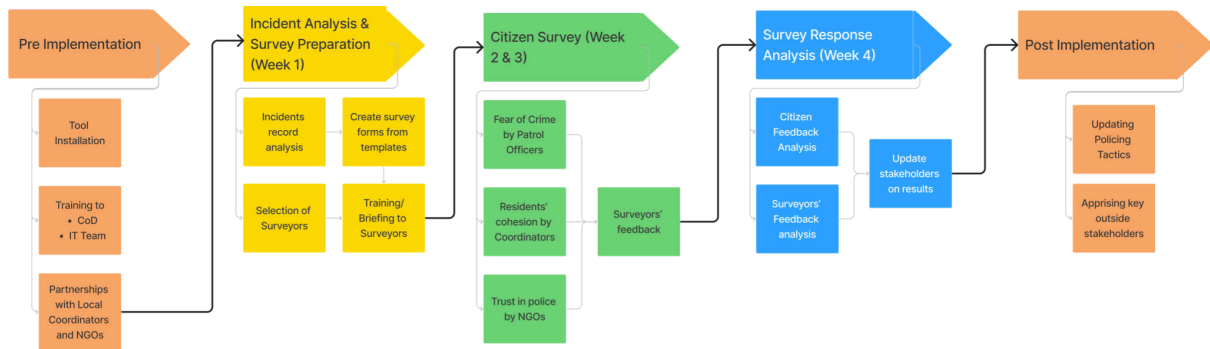 Pre Implementation
Tool
Installation
Training to
• CoD
• IT Team
Partnerships
with Local
Coordinators
and NGOs
Incident Analysis &
Survey Preparation
(Week 1)
Incidents
record
analysis
Create survey
forms from
templates
Selection of
Surveyors
Training/
Briefing to
Surveyors
Citizen Survey (Week
2 & 3)
Fear of Crime
by Patrol
Officers
Residents'
cohesion by
Coordinators
Trust in police
by NGOs
Surveyors'
feedback
Survey Response
Analysis (Week 4)
Citizen
Feedback
Analysis
Surveyors'
Feedback
analysis
Update
stakeholders
on results
Post Implementation
Updating
Policing
Tactics
Apprising key
outside
stakeholders